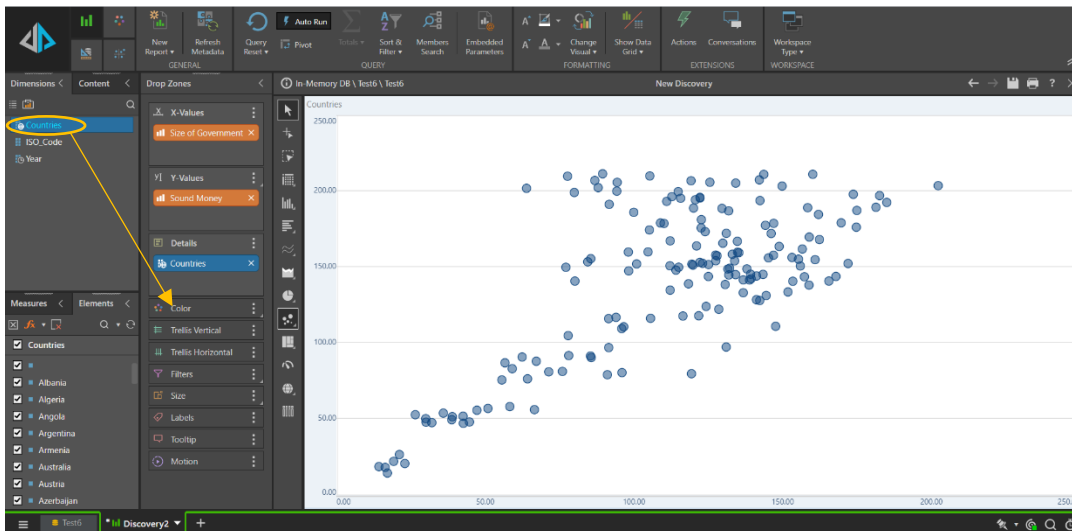 New
Report
Refresh
Metadata
GENERAL
Query
Reset
Auto Run
Pivot
Totals
Sort &
Filter
Members
Search
Embedded
Parameters
QUERY
Change
Visual
Show Data
Grid
FORMATTING
Actions
Conversations
EXTENSIONS
Workspace
Type
WORKSPACE
Dimensions
Content
Drop Zones
In-Memory DB \ Test6 \ Test6
New Discovery
Countries
ISO_Code
Year
X-Values
Size of Government
Y-Values
Sound Money
Details
Countries
Color
Trellis Vertical
Trellis Horizontal
Filters
Size
Labels
Tooltip
Motion
Measures
Elements
Countries
Albania
Algeria
Angola
Argentina
Armenia
Australia
Austria
Azerbaijan
Countries
250.00
200.00
150.00
100.00
50.00
0.00
0.00
50.00
100.00
150.00
200.00
250.
Test6
* Discovery2